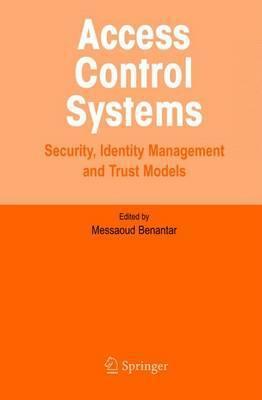 Access
Control
Systems
Security, Identity Management
and Trust Models
Edited by
Messaoud Benantar
Springer